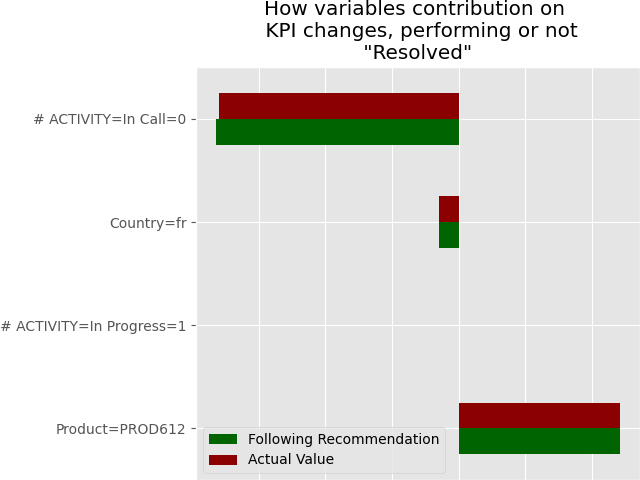 How variables contribution on
KPI changes, performing or not
"Resolved"
# ACTIVITY=In Call=0
Country=fr
# ACTIVITY=In Progress=1
Product=PROD612
Following Recommendation
Actual Value